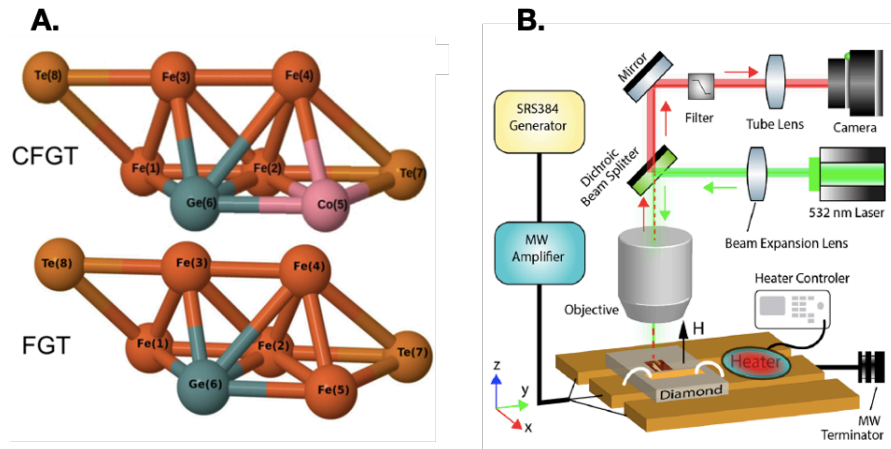 A.
CFGT
Te(8)
Fe(3)
Fe(4)
Fe(1)
Fe(2)
Te(7)
Ge(6)
Co(5)
FGT
Te(8)
Fe(3)
Fe(4)
Fe(1)
Fe(2)
Te(7)
Ge(6)
Fe(5)
B.
SRS384
Generator
MW
Amplifier
Mirror
Filter
Tube Lens
Camera
Dichroic
Beam Splitter
Beam Expansion Lens
532 nm Laser
Objective
Heater Controler
H
Heater
Diamond
z
y
x
MW
Terminator